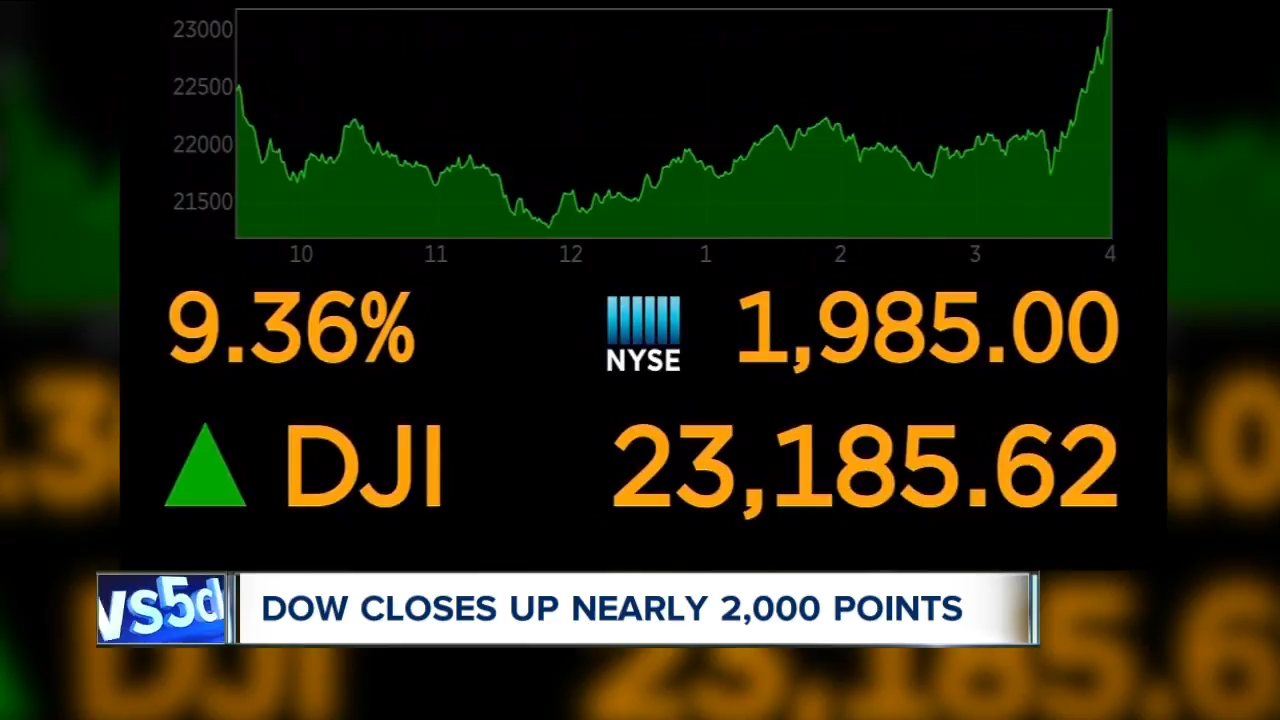 23000
22500
22000
21500
10 11 12 1 2 3 4
9.36% NYSE 1,985.00
DJI 23,185.62
VS5d DOW CLOSES UP NEARLY 2,000 POINTS